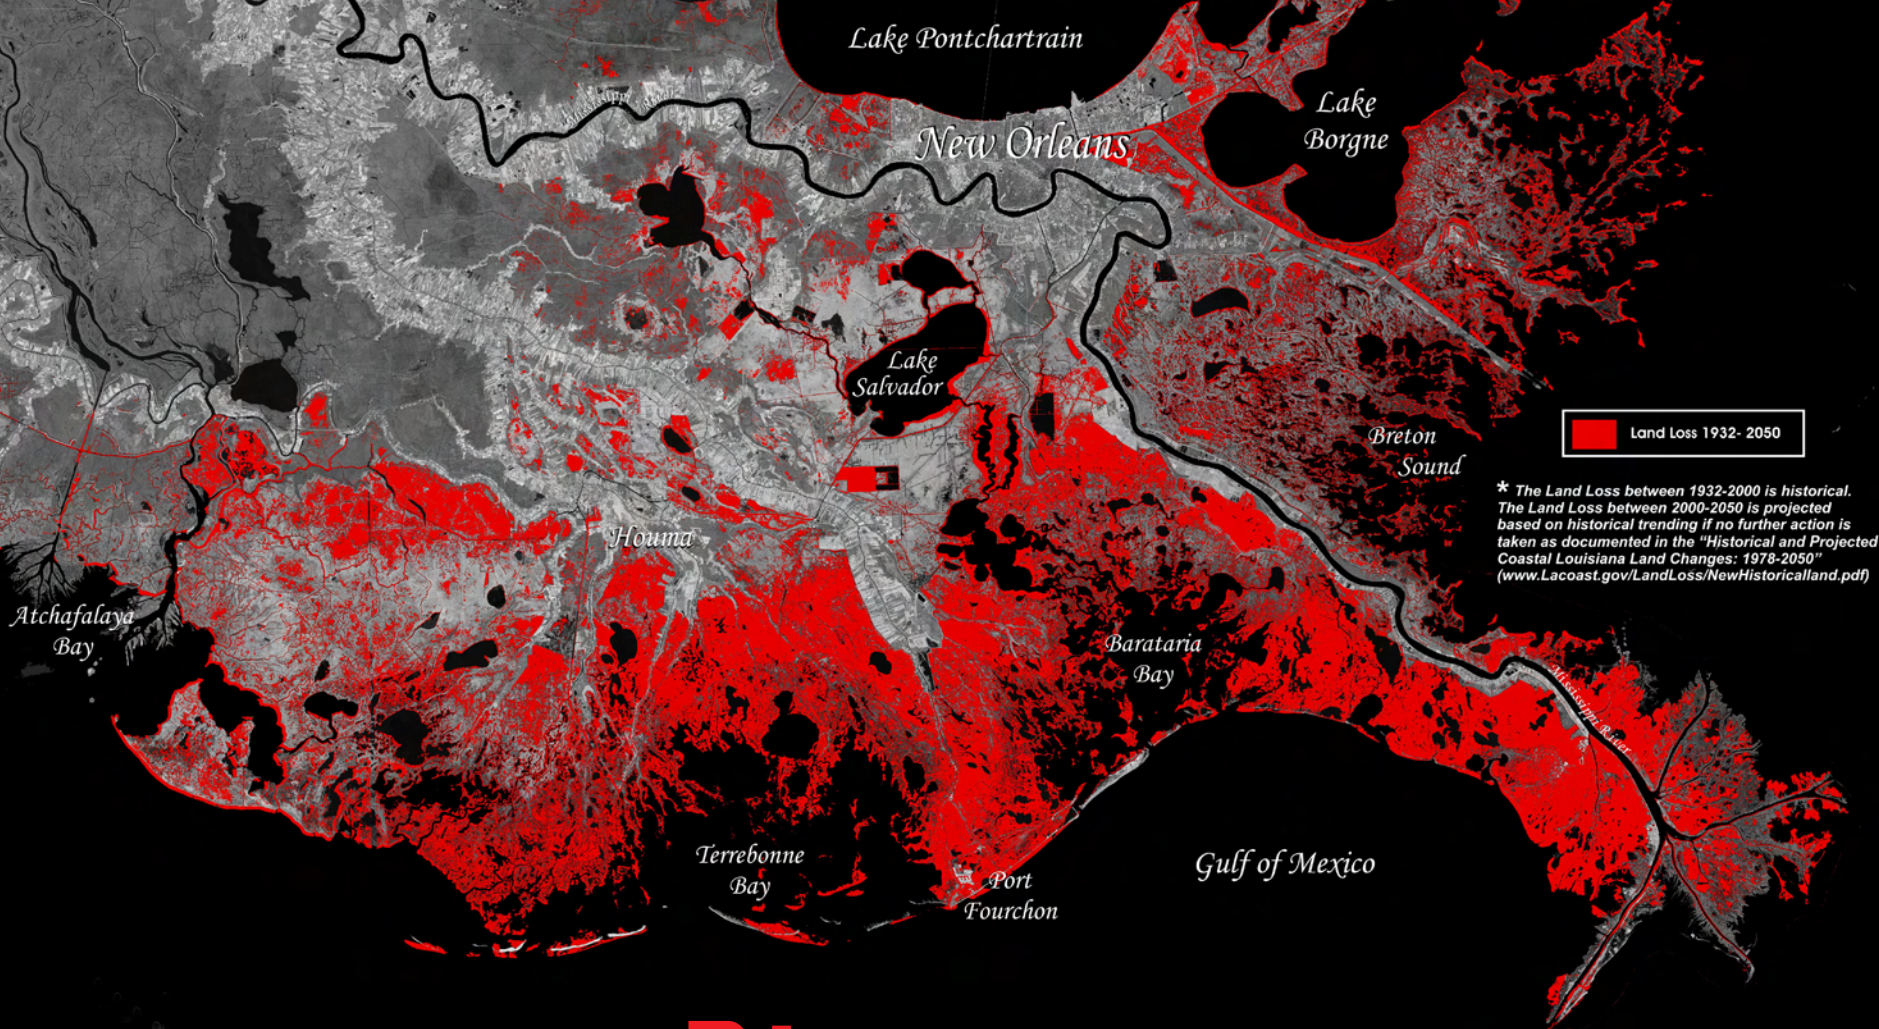 Lake Pontchartrain
Mississippi River
Lake
Borgne
New Orleans
Lake
Salvador
Breton
Sound
Land Loss 1932- 2050
* The Land Loss between 1932-2000 is historical.
The Land Loss between 2000-2050 is projected
based on historical trending if no further action is
taken as documented in the “Historical and Projected
Coastal Louisiana Land Changes: 1978-2050”
(www.Lacoast.gov/LandLoss/NewHistoricalland.pdf)
Houma
Atchafalaya
Bay
Barataria
Bay
Mississippi River
Terrebonne
Bay
Port
Fourchon
Gulf of Mexico